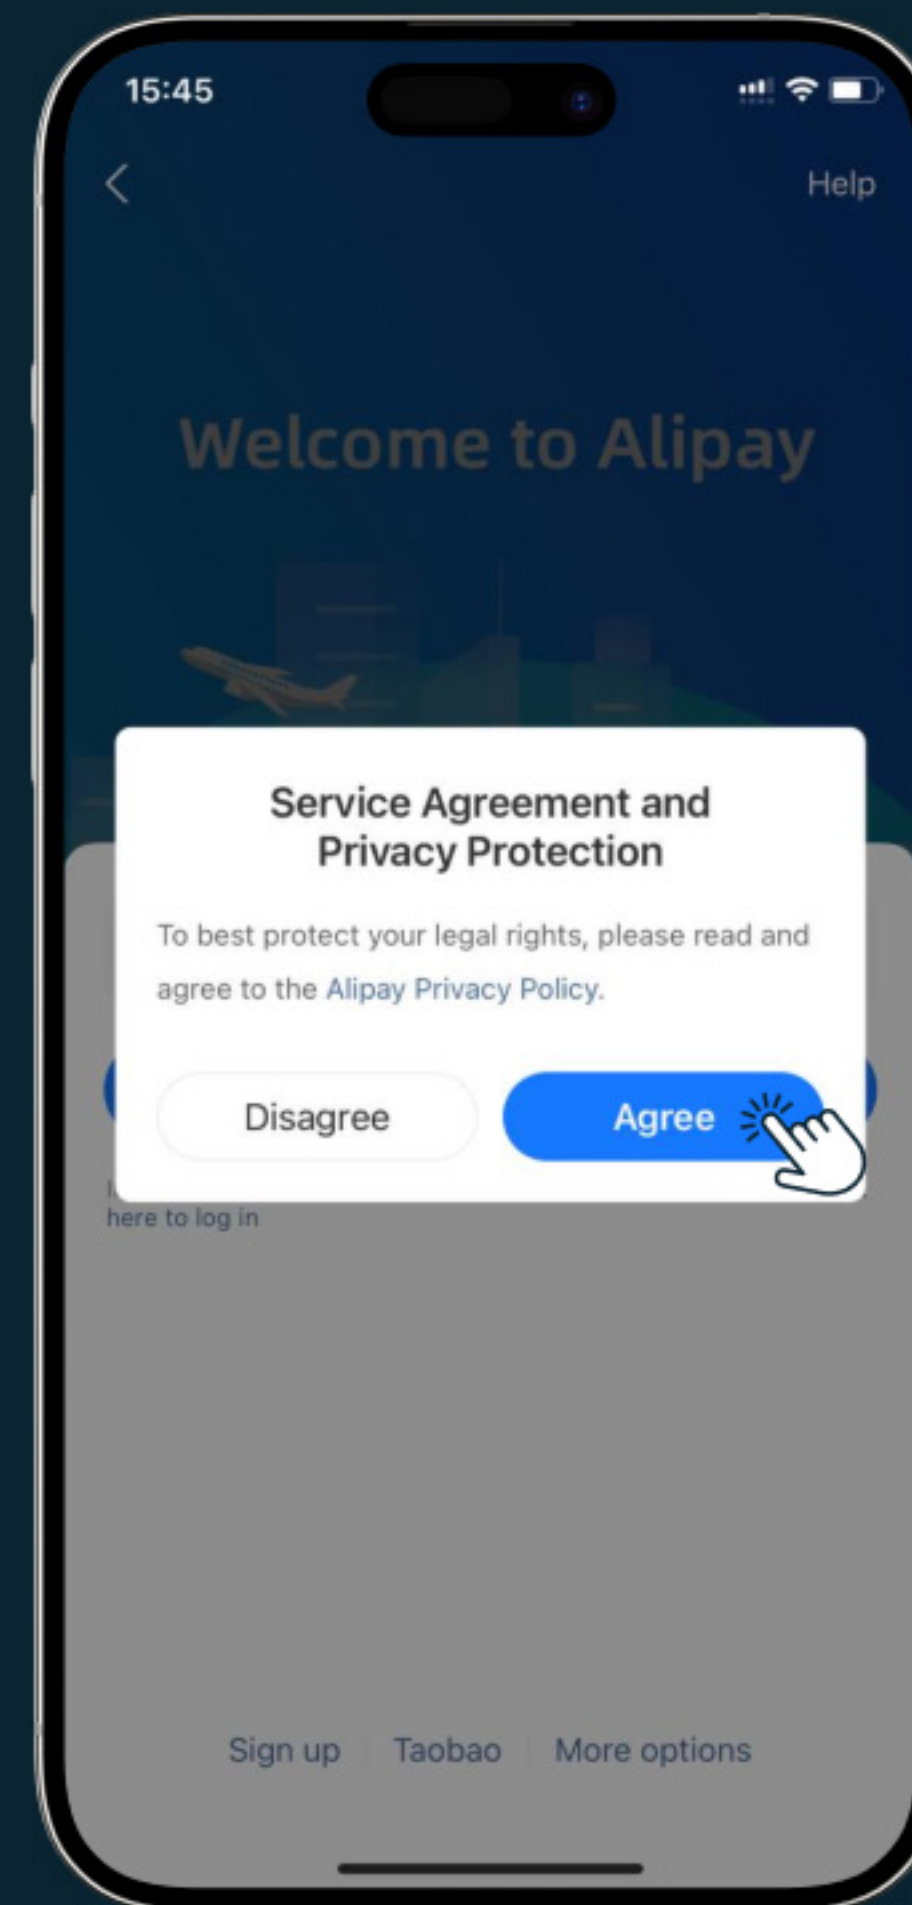 15:45
Help
Welcome to Alipay
Service Agreement and
Privacy Protection
To best protect your legal rights, please read and
agree to the Alipay Privacy Policy.
Disagree
Agree
here to log in
Sign up
Taobao
More options